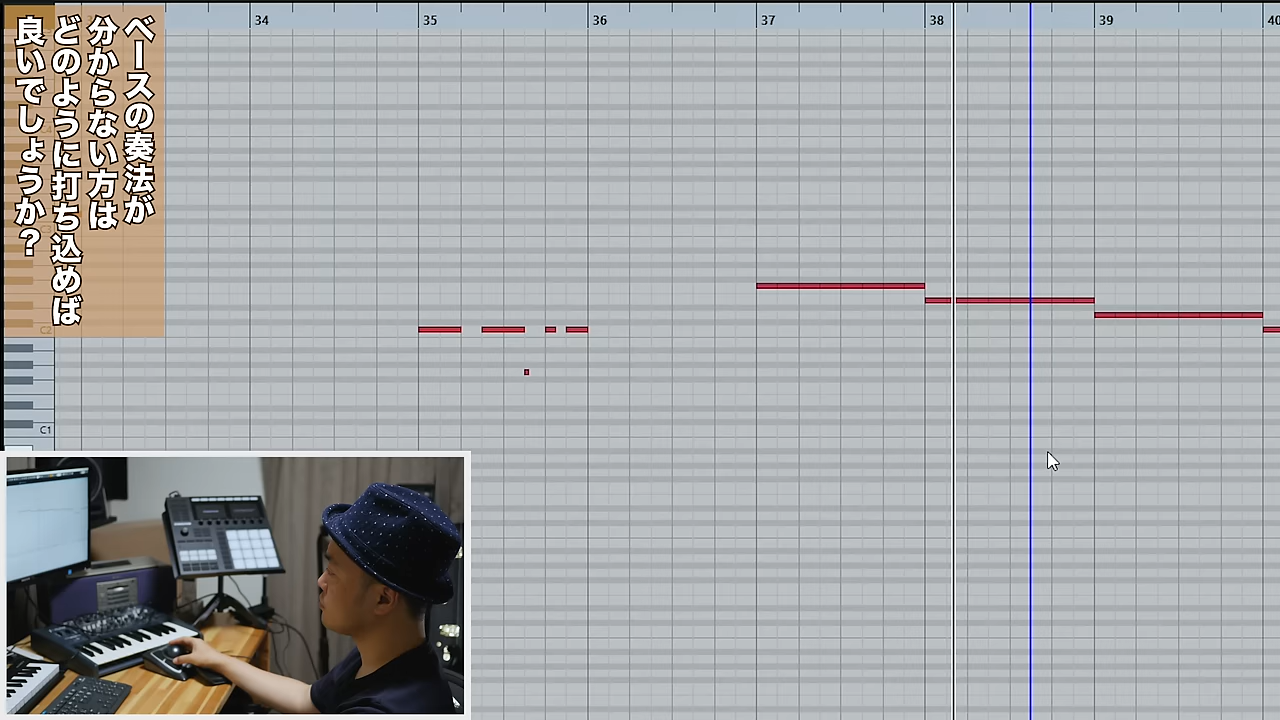 ベースの奏法が
分からない方は
どのように打ち込めば
良いでしょうか？
34
35
36
37
38
39
40
C4
C3
C2
C1